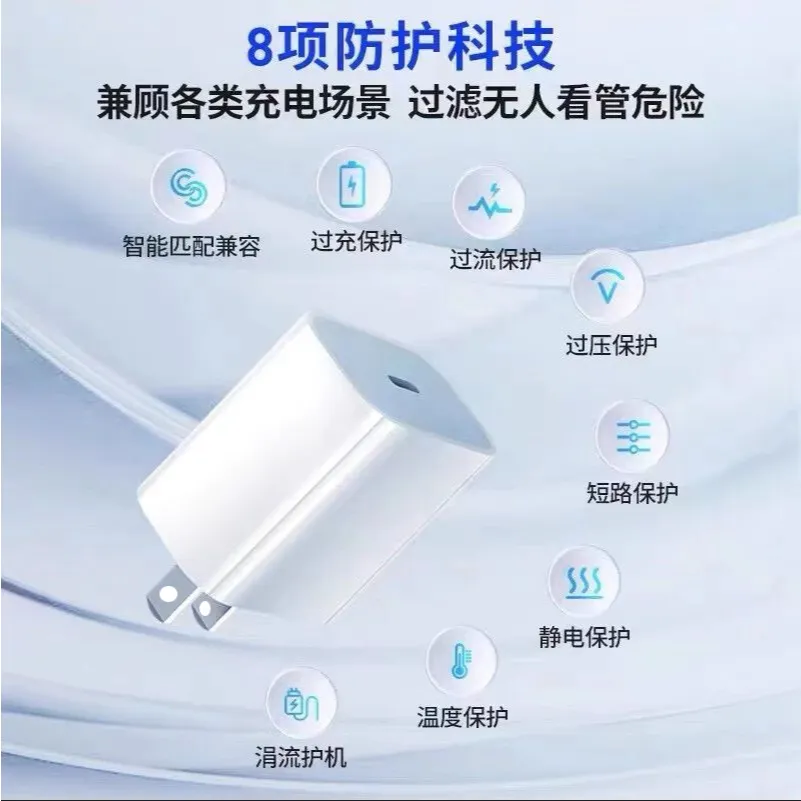 8项防护科技
兼顾各类充电场景 过滤无人看管危险
智能匹配兼容
过充保护
过流保护
过压保护
短路保护
静电保护
温度保护
涓流护机